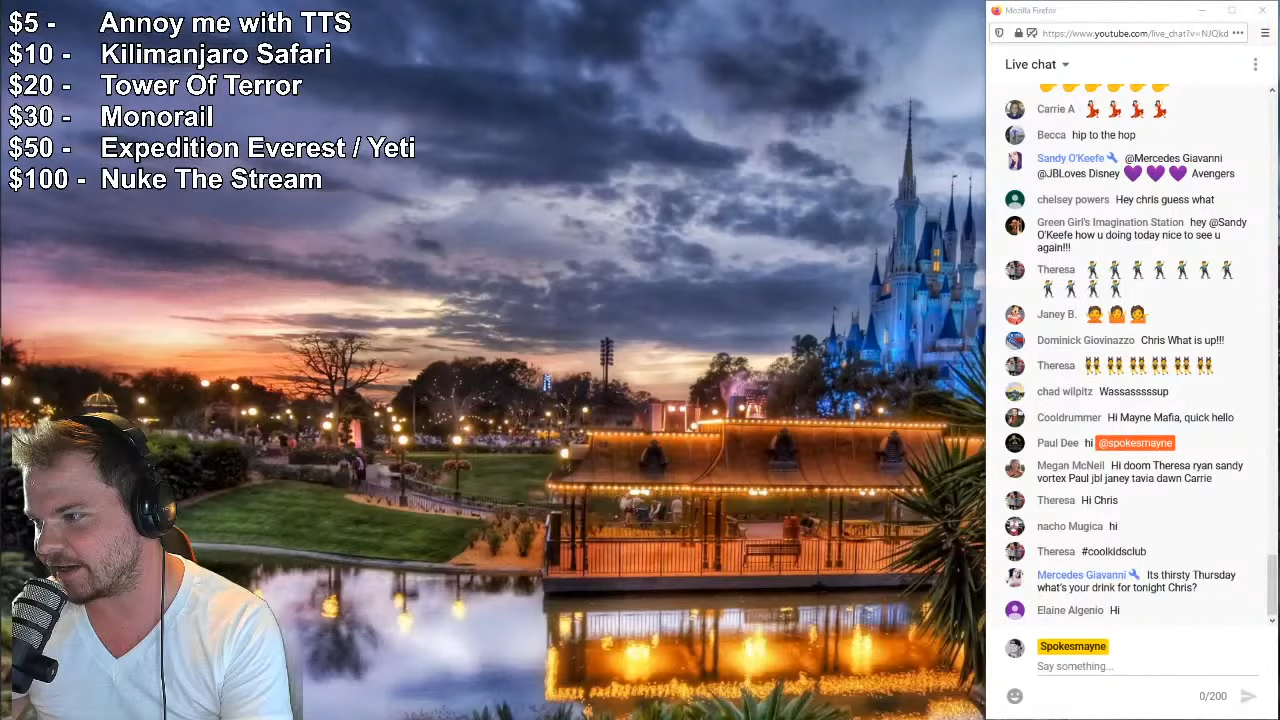 $5 - Annoy me with TTS
$10 - Kilimanjaro Safari
$20 - Tower Of Terror
$30 - Monorail
$50 - Expedition Everest / Yeti
$100 - Nuke The Stream
Mozilla Firefox
https://www.youtube.com/live_chat?v=NJQkd
Live chat
Carrie A 💃 💃 💃 💃
Becca hip to the hop
Sandy O'Keefe @Mercedes Giavanni
@JBLoves Disney 💜 💜 💜 Avengers
chelsey powers Hey chris guess what
Green Girl's Imagination Station hey @Sandy
O'Keefe how u doing today nice to see u
again!!!
Theresa
Janey B.
Dominick Giovinazzo Chris What is up!!!
Theresa
chad wilpitz Wassasssssup
Cooldrummer Hi Mayne Mafia, quick hello
Paul Dee hi @spokesmayne
Megan McNeil Hi doom Theresa ryan sandy
vortex Paul jbl janey tavia dawn Carrie
Theresa Hi Chris
nacho Mugica hi
Theresa #coolkidsclub
Mercedes Giavanni Its thirsty Thursday
what's your drink for tonight Chris?
Elaine Algenio Hi
Spokesmayne
Say something...
0/200